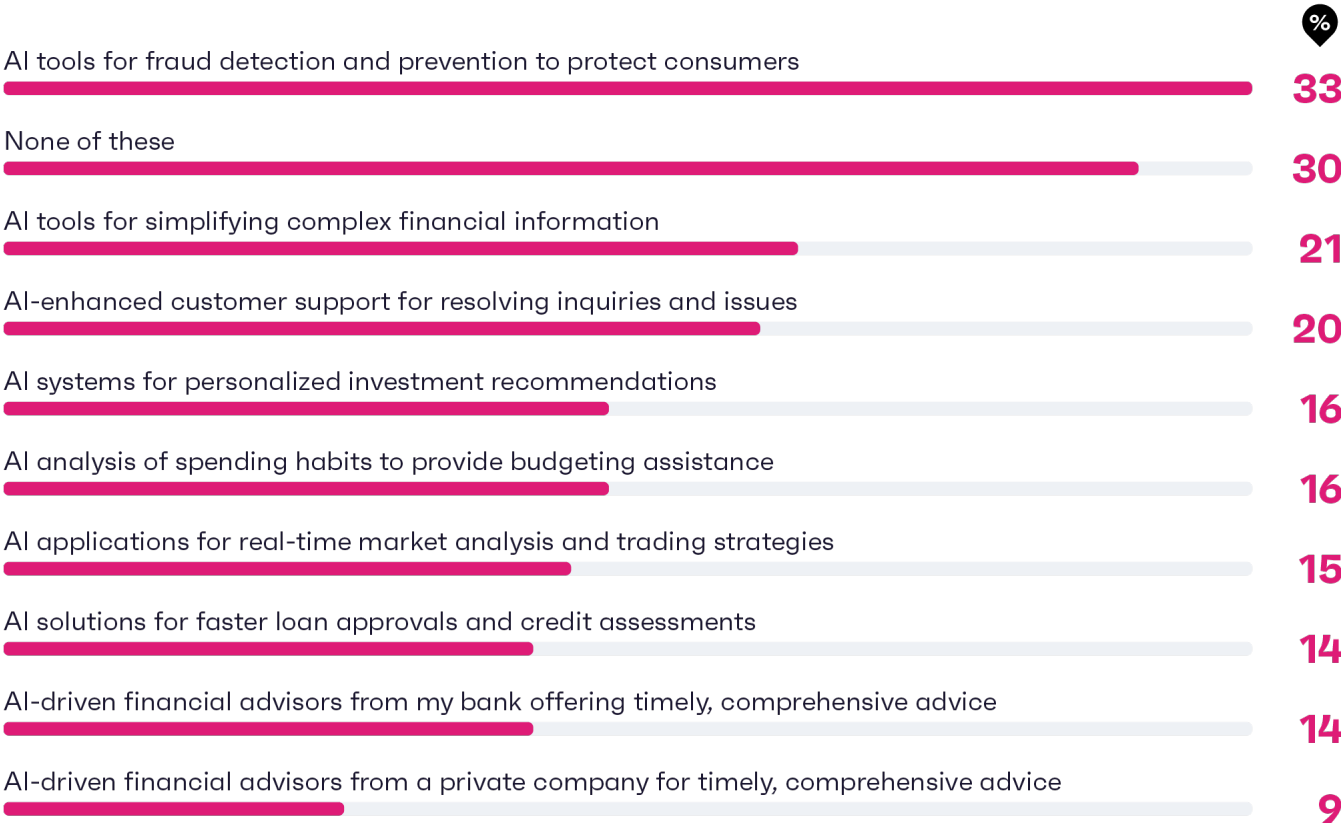 %
AI tools for fraud detection and prevention to protect consumers
33
None of these
30
AI tools for simplifying complex financial information
21
AI-enhanced customer support for resolving inquiries and issues
20
AI systems for personalized investment recommendations
16
AI analysis of spending habits to provide budgeting assistance
16
AI applications for real-time market analysis and trading strategies
15
AI solutions for faster loan approvals and credit assessments
14
AI-driven financial advisors from my bank offering timely, comprehensive advice
14
AI-driven financial advisors from a private company for timely, comprehensive advice
9